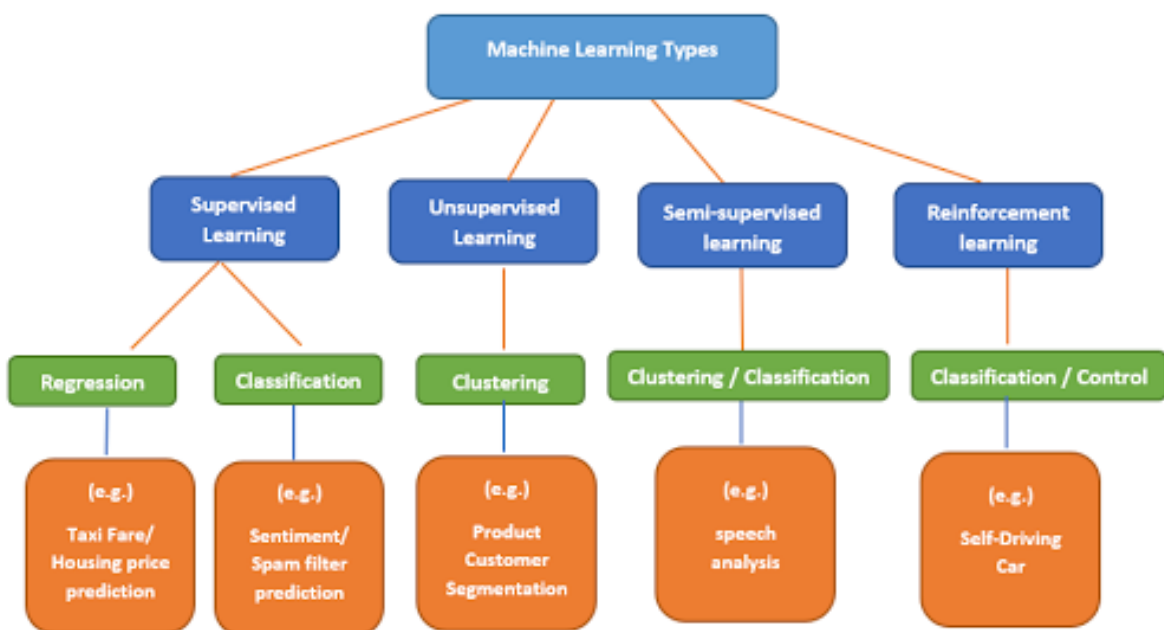 Machine Learning Types
Supervised
Learning
Unsupervised
Learning
Semi-supervised
learning
Reinforcement
learning
Regression
Classification
Clustering
Clustering / Classification
Classification / Control
(e.g.)
Taxi Fare/
Housing price
prediction
(e.g.)
Sentiment/
Spam filter
prediction
(e.g.)
Product
Customer
Segmentation
(e.g.)
speech
analysis
(e.g.)
Self-Driving
Car